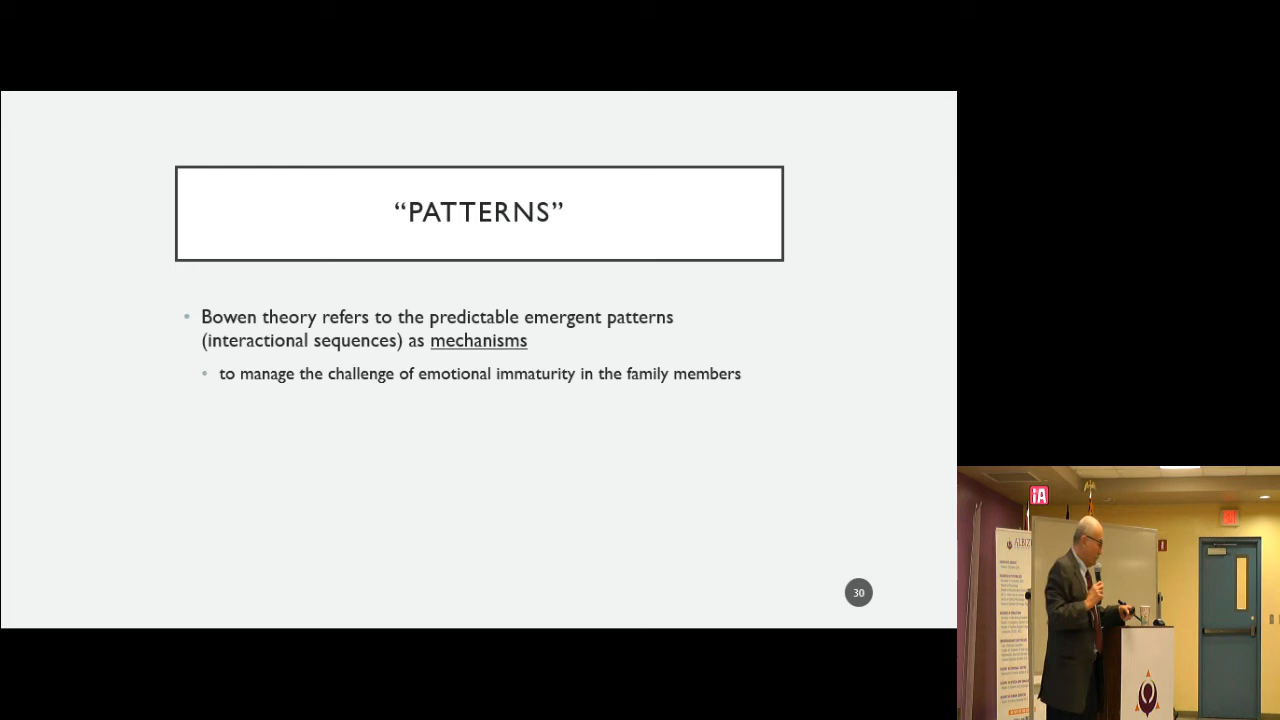 “PATTERNS”
• Bowen theory refers to the predictable emergent patterns
(interactional sequences) as mechanisms
• to manage the challenge of emotional immaturity in the family members
30
iA